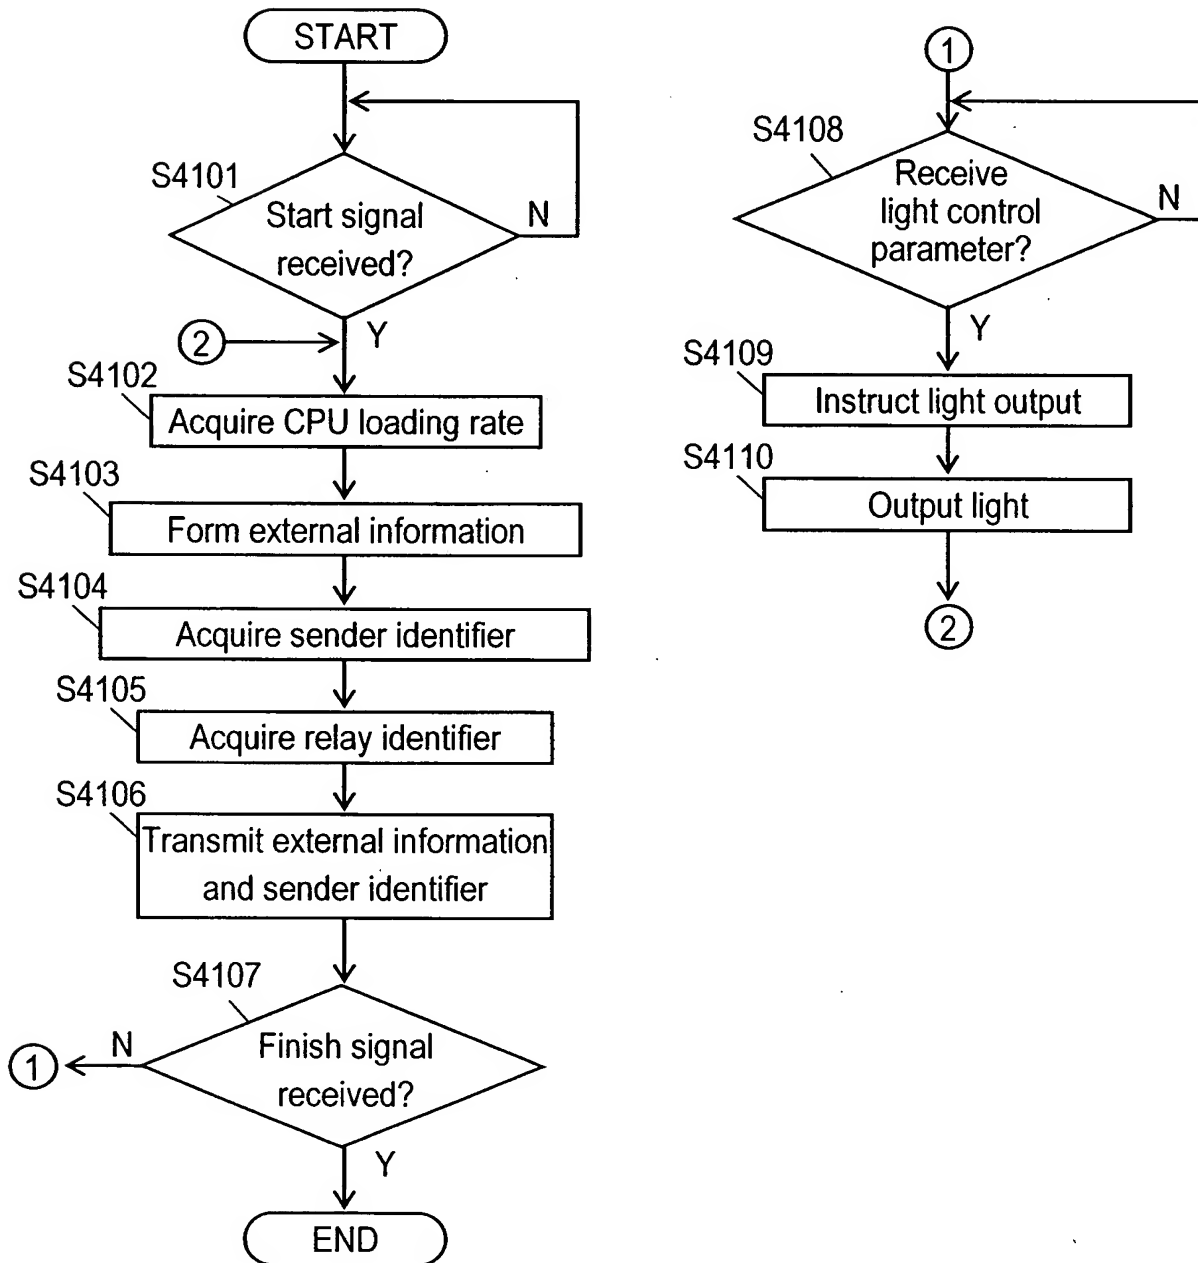 START
S4101
Start signal
received?
N
2
Y
S4102
Acquire CPU loading rate
S4103
Form external information
S4104
Acquire sender identifier
S4105
Acquire relay identifier
S4106
Transmit external information
and sender identifier
S4107
Finish signal
received?
N
1
Y
END
1
S4108
Receive
light control
parameter?
N
Y
S4109
Instruct light output
S4110
Output light
2